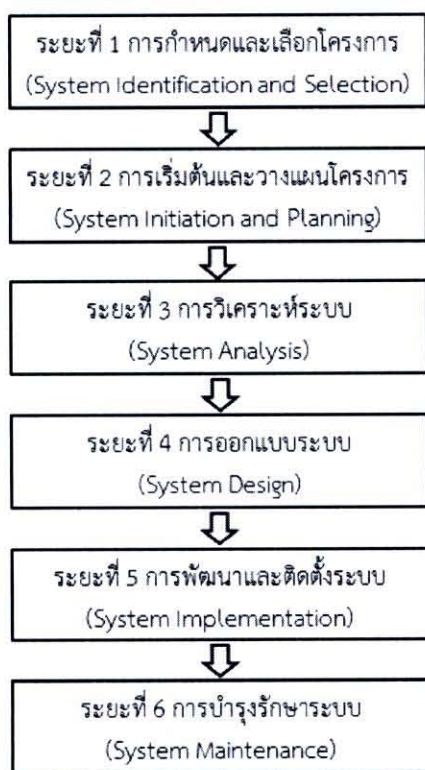 ระยะที่ 1 การกำหนดและเลือกโครงการ
(System Identification and Selection)
ระยะที่ 2 การเริ่มต้นและวางแผนโครงการ
(System Initiation and Planning)
ระยะที่ 3 การวิเคราะห์ระบบ
(System Analysis)
ระยะที่ 4 การออกแบบระบบ
(System Design)
ระยะที่ 5 การพัฒนาและติดตั้งระบบ
(System Implementation)
ระยะที่ 6 การบำรุงรักษาระบบ
(System Maintenance)